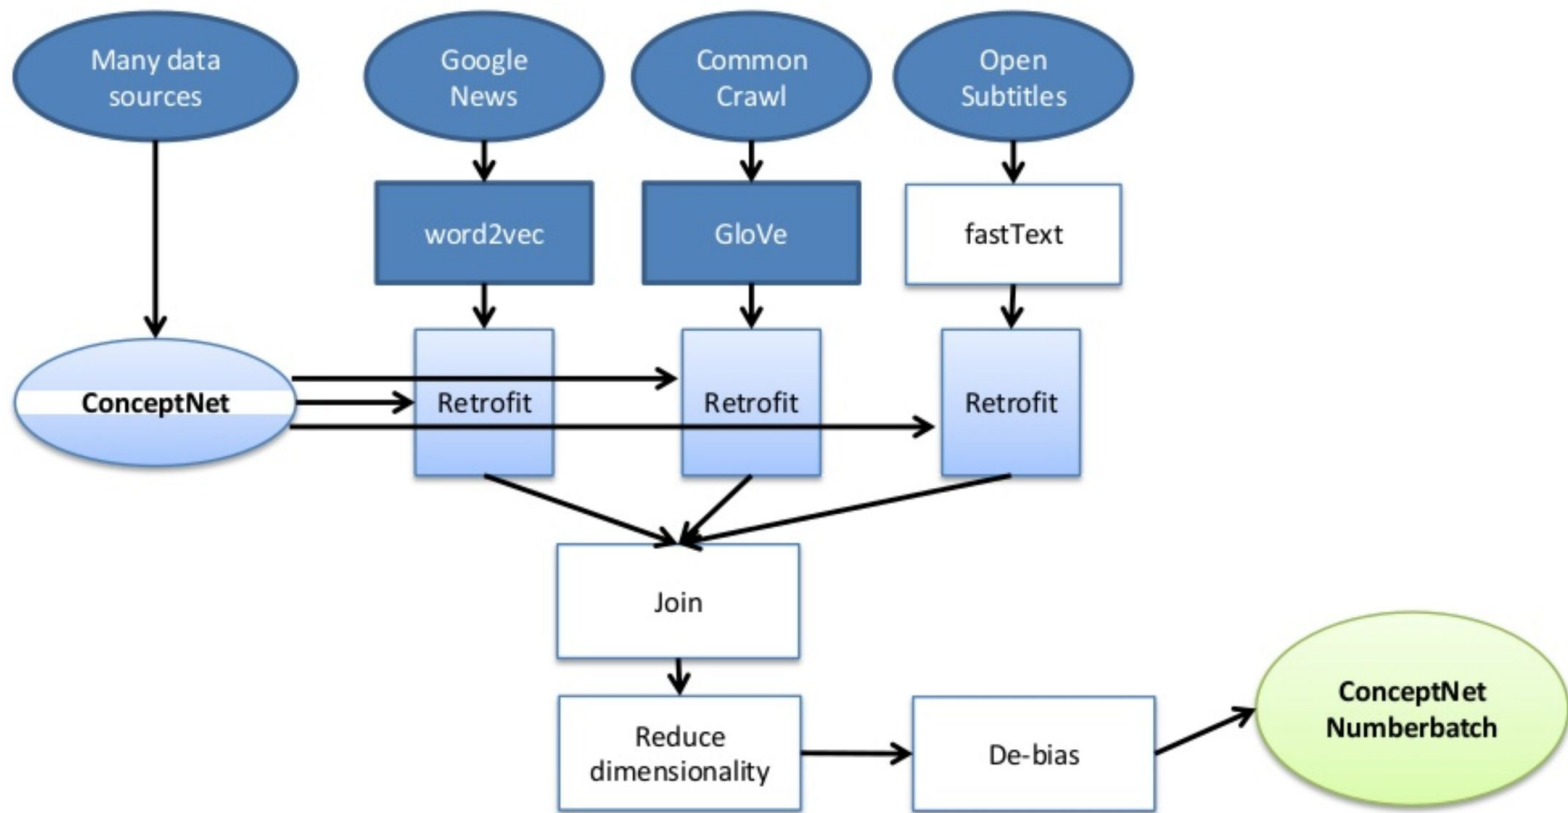 Many data
sources
Google
News
Common
Crawl
Open
Subtitles
word2vec
GloVe
fastText
ConceptNet
Retrofit
Retrofit
Retrofit
Join
Reduce
dimensionality
De-bias
ConceptNet
Numberbatch